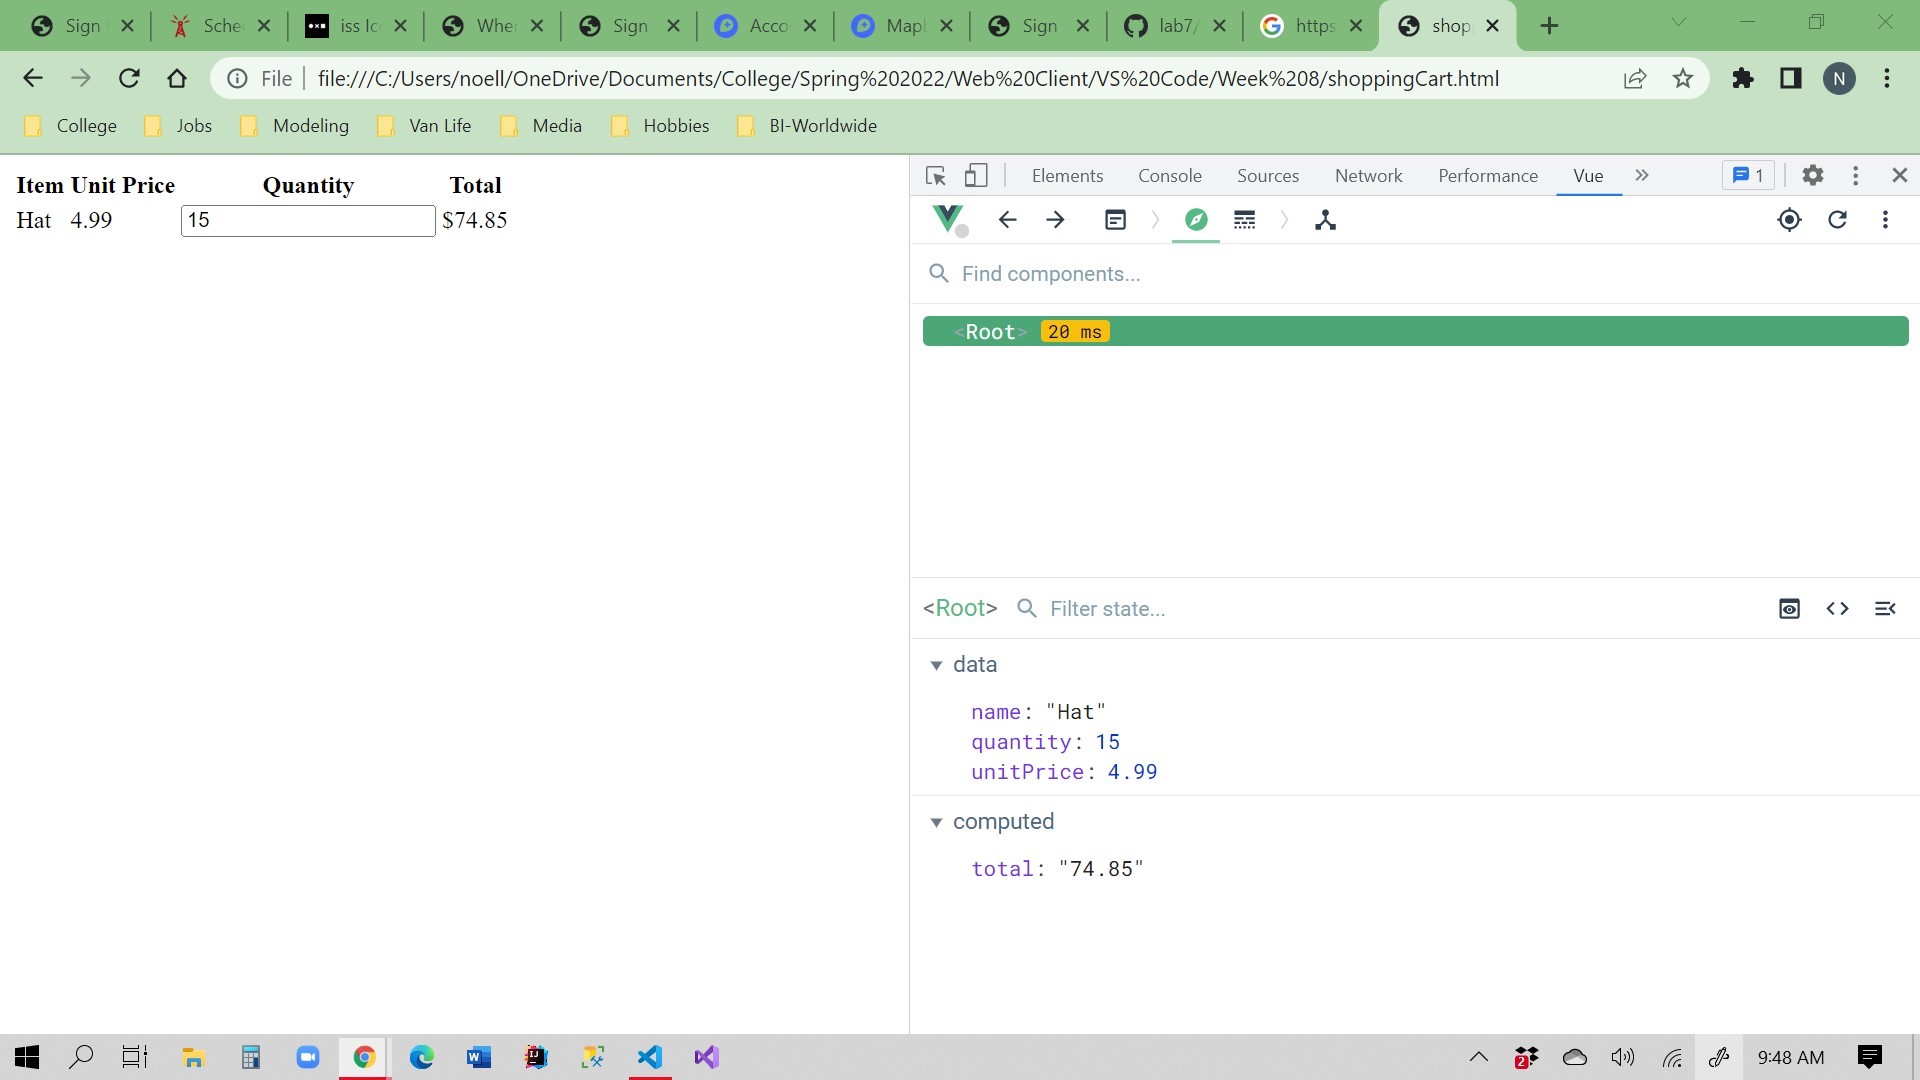 Sign
Sche
iss Ic
Whe
Sign
Acco
Map
Sign
lab7/
https
shop
File
file:///C:/Users/noell/OneDrive/Documents/College/Spring%202022/Web%20Client/VS%20Code/Week%208/shoppingCart.html
N
College Jobs Modeling Van Life Media Hobbies BI-Worldwide
Elements Console Sources Network Performance Vue » 1
Item Unit Price Quantity Total
Hat 4.99 15 $74.85
Find components...
<Root> 20 ms
<Root> Filter state...
data
name: "Hat"
quantity: 15
unitPrice: 4.99
computed
total: "74.85"
2
9:48 AM